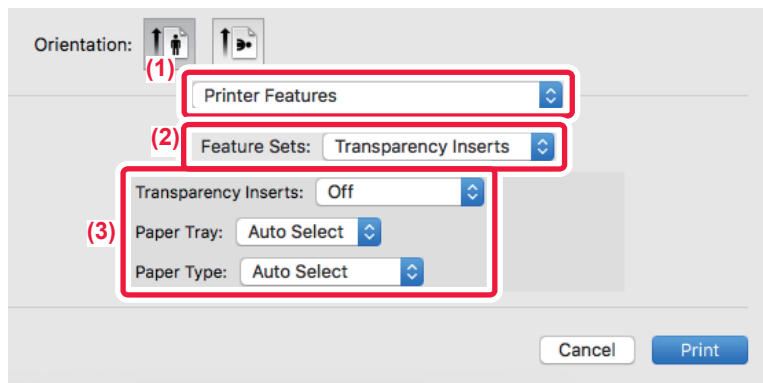 Orientation:
(1)
Printer Features
(2)
Feature Sets: Transparency Inserts
(3)
Transparency Inserts: Off
Paper Tray: Auto Select
Paper Type: Auto Select
Cancel Print